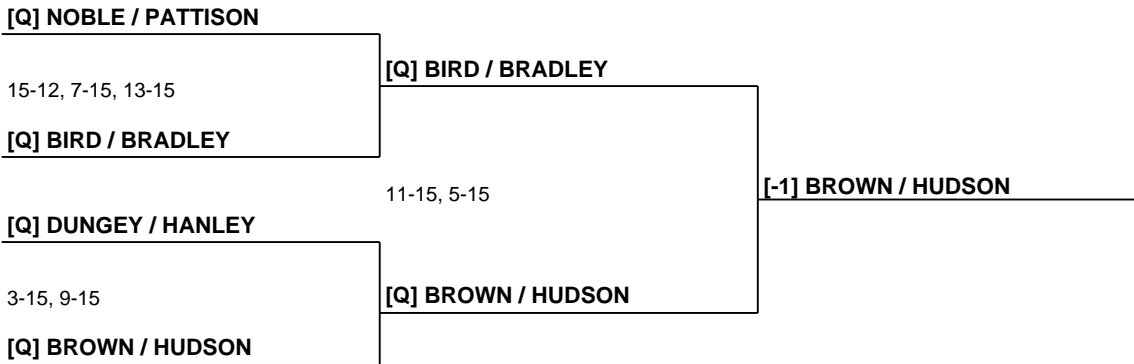 [Q] NOBLE / PATTISON
15-12, 7-15, 13-15
[Q] BIRD / BRADLEY
[Q] BIRD / BRADLEY
11-15, 5-15
[-1] BROWN / HUDSON
[Q] DUNGEY / HANLEY
3-15, 9-15
[Q] BROWN / HUDSON
[Q] BROWN / HUDSON